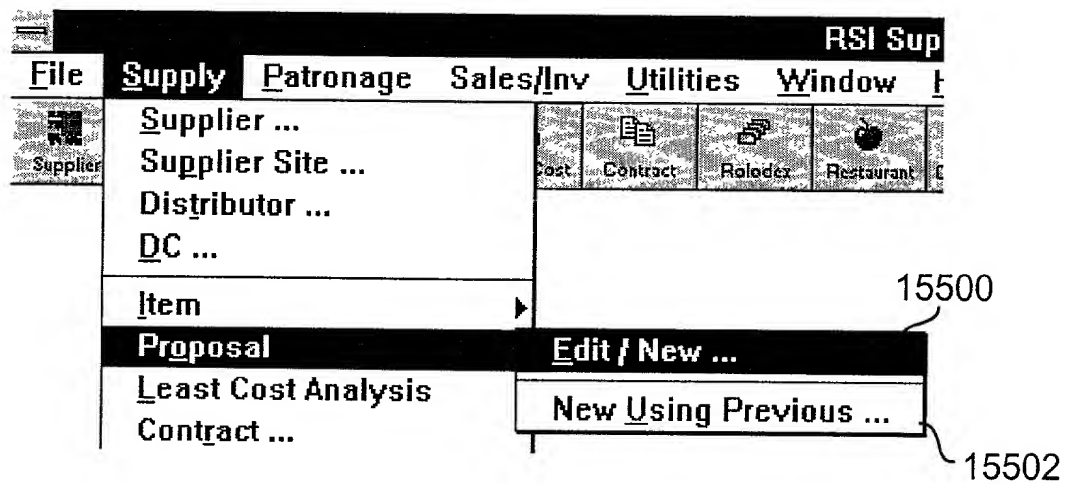 RSI Sup
File Supply Patronage Sales/Inv Utilities Window
Supplier Cost Contract Rolodex Restaurant
Supplier ...
Supplier Site ...
Distributor ...
DC ...
Item
Proposal
Least Cost Analysis
Contract ...
Edit / New ...
New Using Previous ...
15500
15502